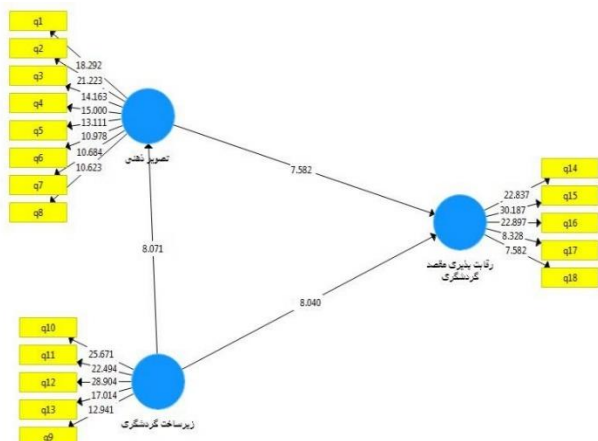 q1
q2
q3
q4
q5
q6
q7
q8
18.292
21.223
14.163
15.000
13.111
10.978
10.684
10.623
تصویر ذهنی
7.582
8.071
8.040
q14
q15
q16
q17
q18
22.837
30.187
22.897
8.328
7.582
رقابت پذیری مقصد
گردشگری
q10
q11
q12
q13
q9
25.671
22.494
28.904
17.014
12.941
زیرساخت گردشگری